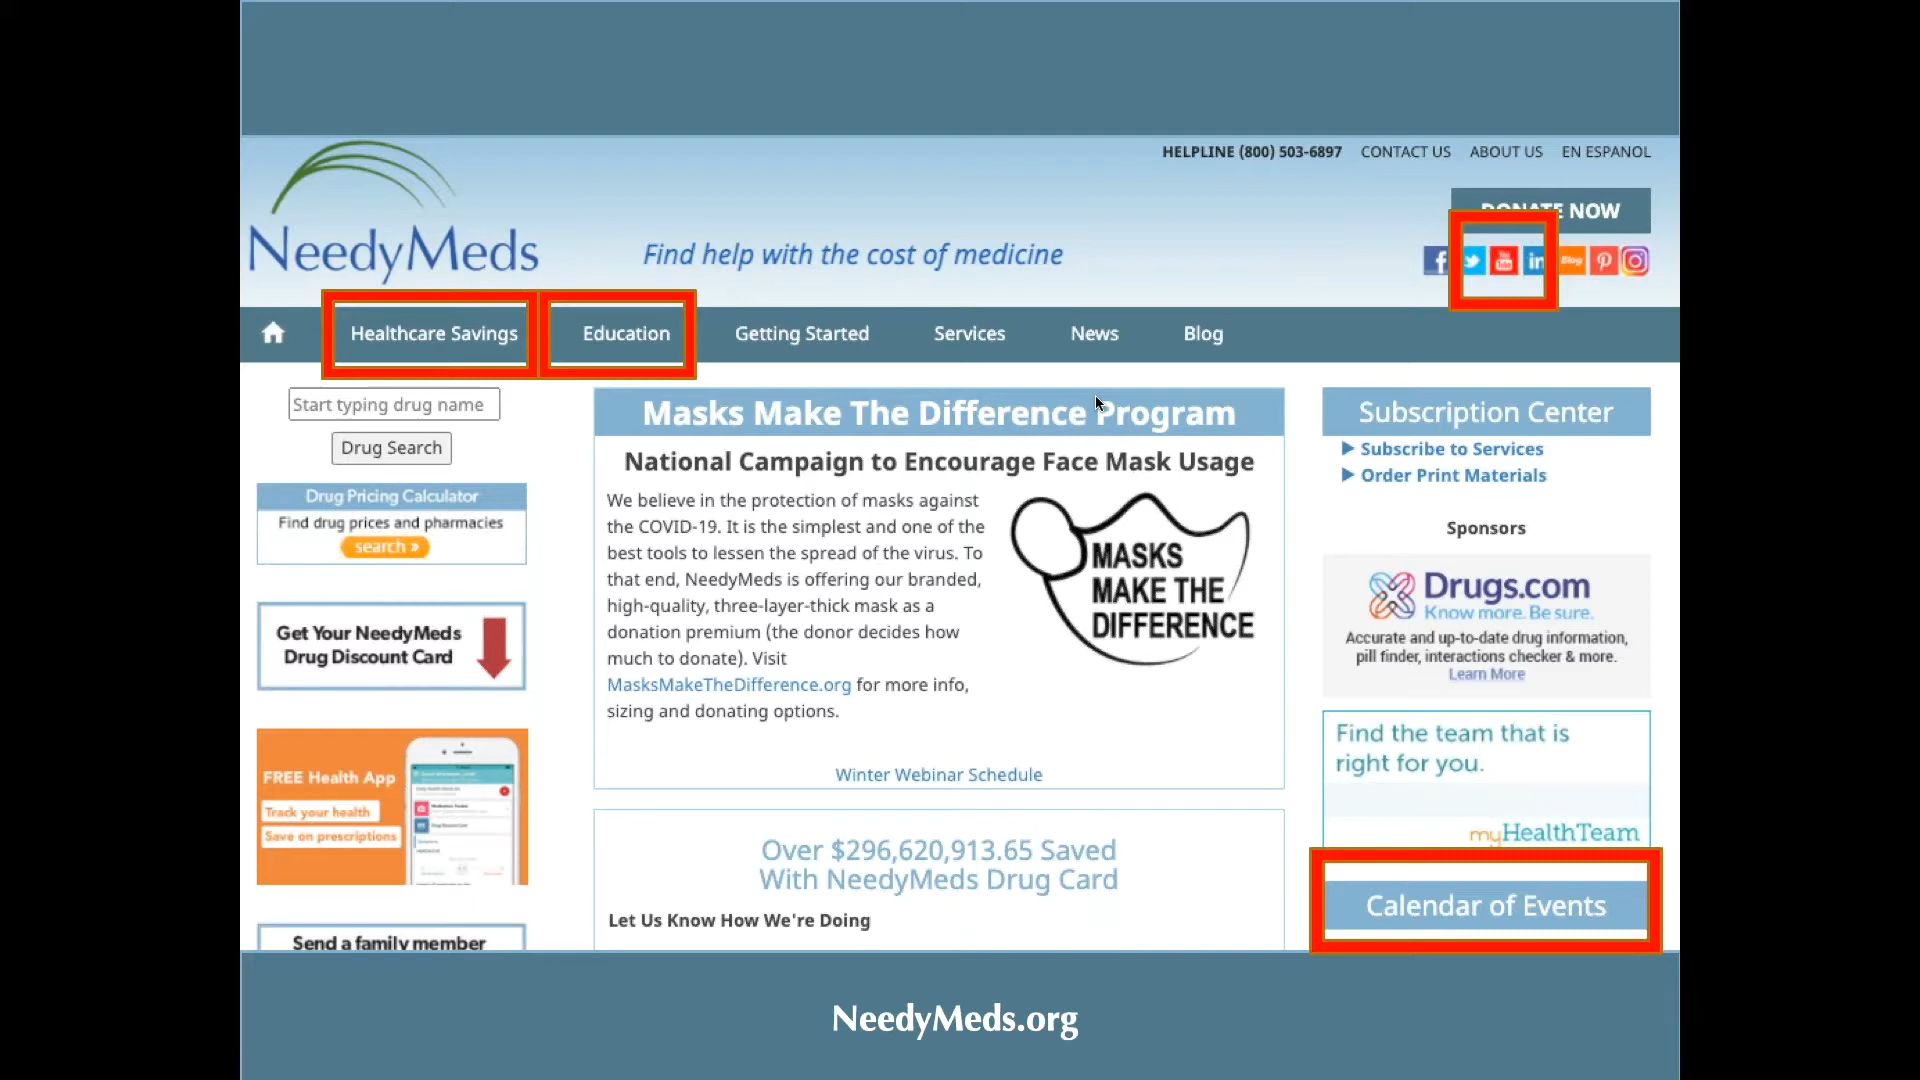 HELPLINE (800) 503-6897 CONTACT US ABOUT US EN ESPANOL
DONATE NOW
NeedyMeds
Find help with the cost of medicine
Blog
Healthcare Savings Education Getting Started Services News Blog
Start typing drug name
Drug Search
Drug Pricing Calculator
Find drug prices and pharmacies
search »
Get Your NeedyMeds
Drug Discount Card
FREE Health App
Track your health
Save on prescriptions
Send a family member
Masks Make The Difference Program
National Campaign to Encourage Face Mask Usage
We believe in the protection of masks against
the COVID-19. It is the simplest and one of the
best tools to lessen the spread of the virus. To
that end, NeedyMeds is offering our branded,
high-quality, three-layer-thick mask as a
donation premium (the donor decides how
much to donate). Visit
MasksMakeTheDifference.org for more info,
sizing and donating options.
MASKS
MAKE THE
DIFFERENCE
Winter Webinar Schedule
Over $296,620,913.65 Saved
With NeedyMeds Drug Card
Let Us Know How We're Doing
Subscription Center
Subscribe to Services
Order Print Materials
Sponsors
Drugs.com
Know more. Be sure.
Accurate and up-to-date drug information,
pill finder, interactions checker & more.
Learn More
Find the team that is
right for you.
myHealthTeam
Calendar of Events
NeedyMeds.org